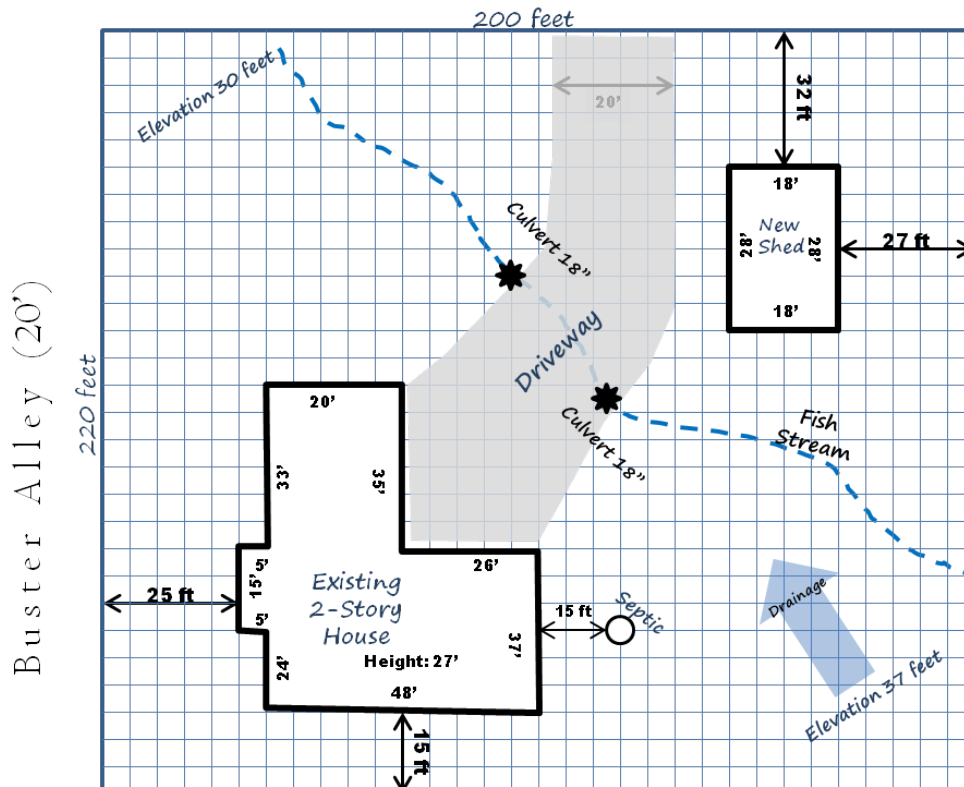 200 feet
Elevation 30 feet
20'
32 ft
18'
New
Shed
28'
28'
27 ft
18'
Culvert 18"
Driveway
Culvert 18"
Fish
Stream
Buster Alley (20')
220 feet
20'
33'
35'
5'
15'
5'
26'
Existing
2-Story
House
Height: 27'
24'
37'
48'
25 ft
15 ft
Septic
15 ft
Drainage
Elevation 37 feet